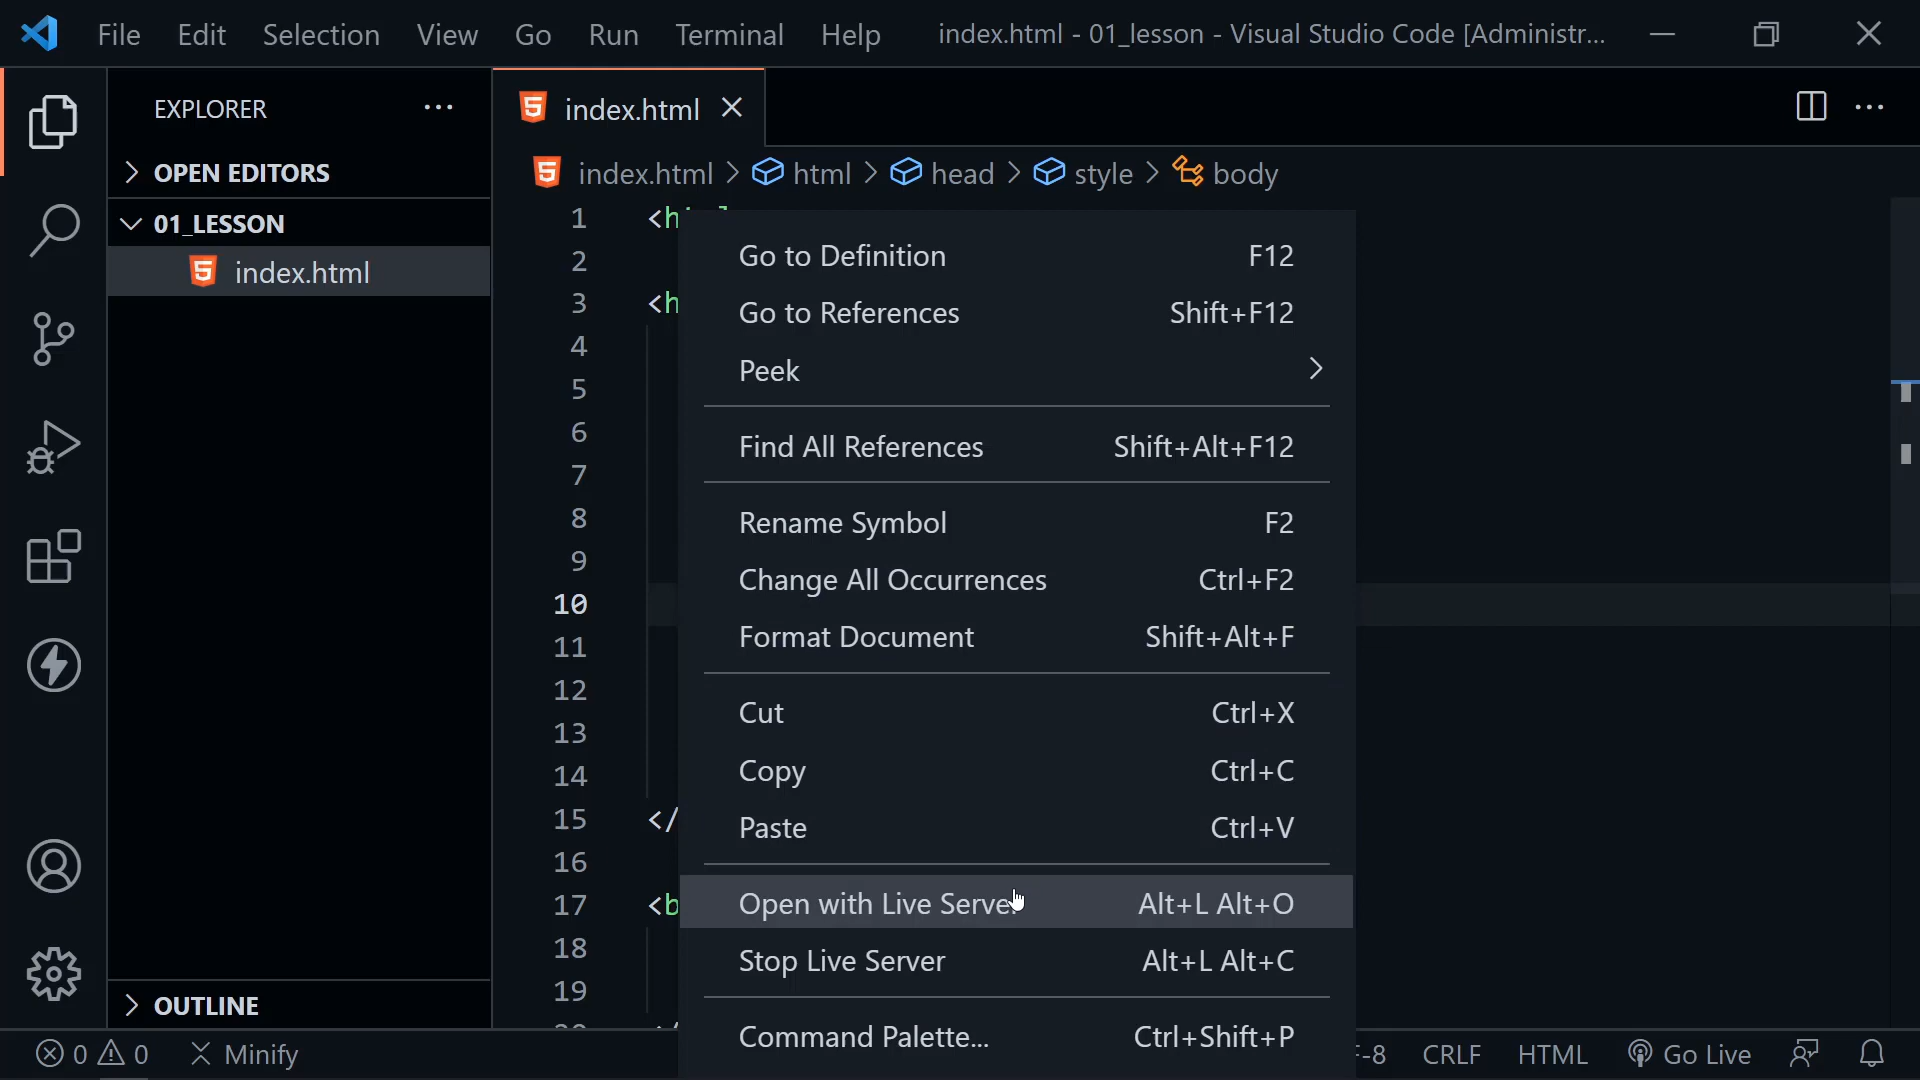 File Edit Selection View Go Run Terminal Help index.html - 01_lesson - Visual Studio Code [Administr...
EXPLORER
index.html
OPEN EDITORS
index.html > html > head > style > body
01_LESSON
index.html
1 <h
2
3 <h
4
5
6
7
8
9
10
11
12
13
14
15 </
16
17 <b
18
19
Go to Definition F12
Go to References Shift+F12
Peek
Find All References Shift+Alt+F12
Rename Symbol F2
Change All Occurrences Ctrl+F2
Format Document Shift+Alt+F
Cut Ctrl+X
Copy Ctrl+C
Paste Ctrl+V
Open with Live Server Alt+L Alt+O
Stop Live Server Alt+L Alt+C
Command Palette... Ctrl+Shift+P
OUTLINE
0 0 Minify
-8 CRLF HTML Go Live